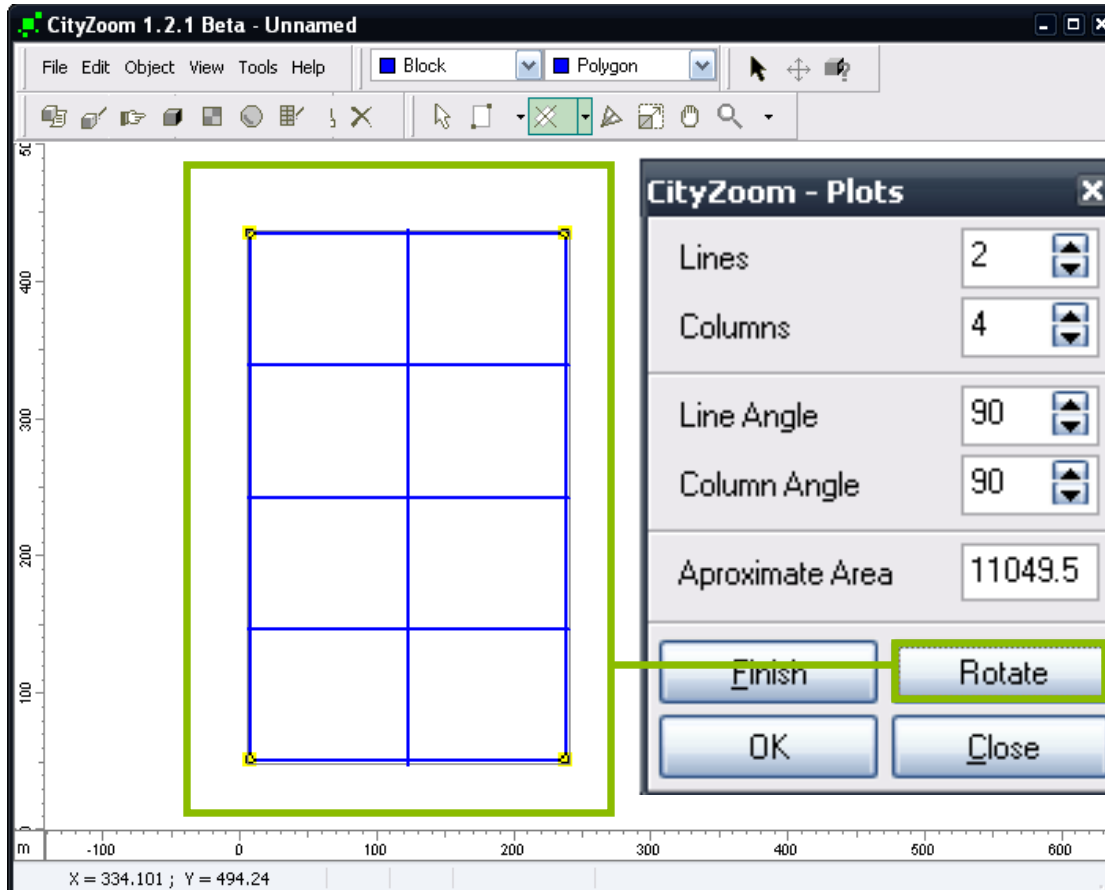 CityZoom 1.2.1 Beta - Unnamed
File Edit Object View Tools Help Block Polygon
CityZoom - Plots
Lines 2
Columns 4
Line Angle 90
Column Angle 90
Aproximate Area 11049.5
Finish Rotate
OK Close
400
300
200
100
0
m -100 0 100 200 300 400 500 600
X = 334.101 ; Y = 494.24